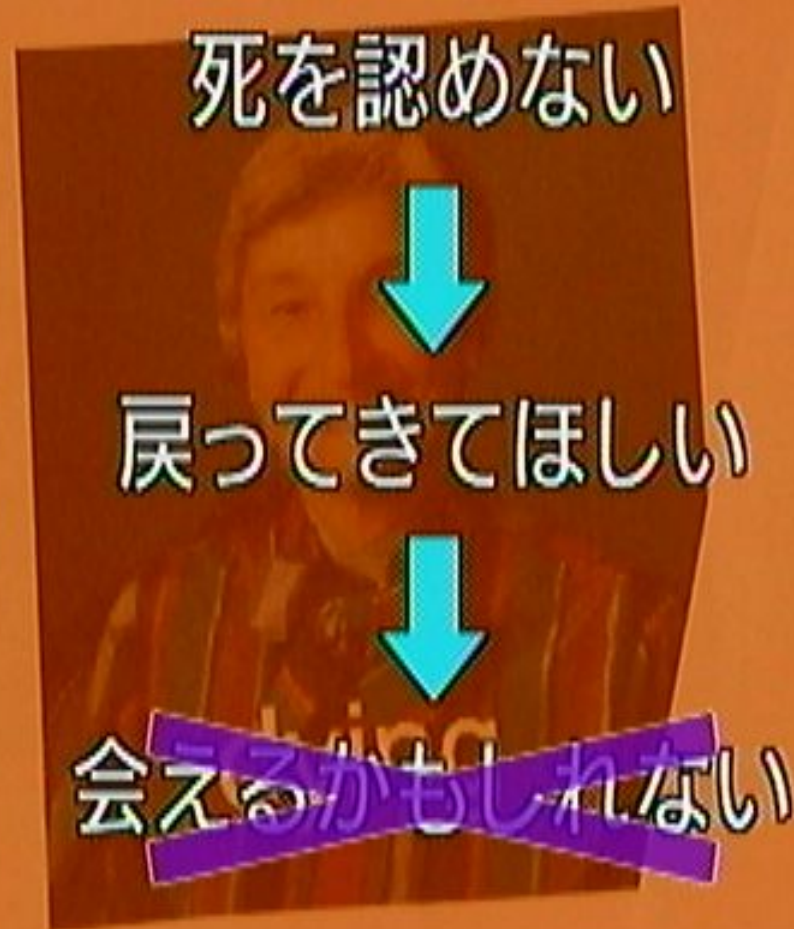 死を認めない
戻ってきてほしい
会えるかもしれない